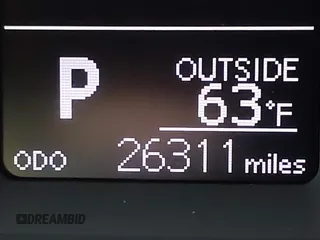 P
OUTSIDE
63°F
ODO 26311 miles
DREAMBID